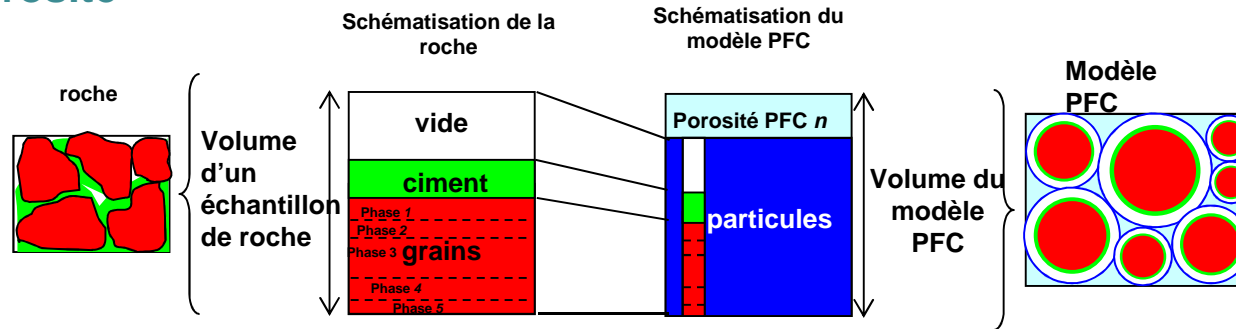 Schématisation de la
roche
Schématisation du
modèle PFC
roche
Volume
d'un
échantillon
de roche
vide
ciment
Phase 1
Phase 2
Phase 3 grains
Phase 4
Phase 5
Porosité PFC n
particules
Volume du
modèle
PFC
Modèle
PFC